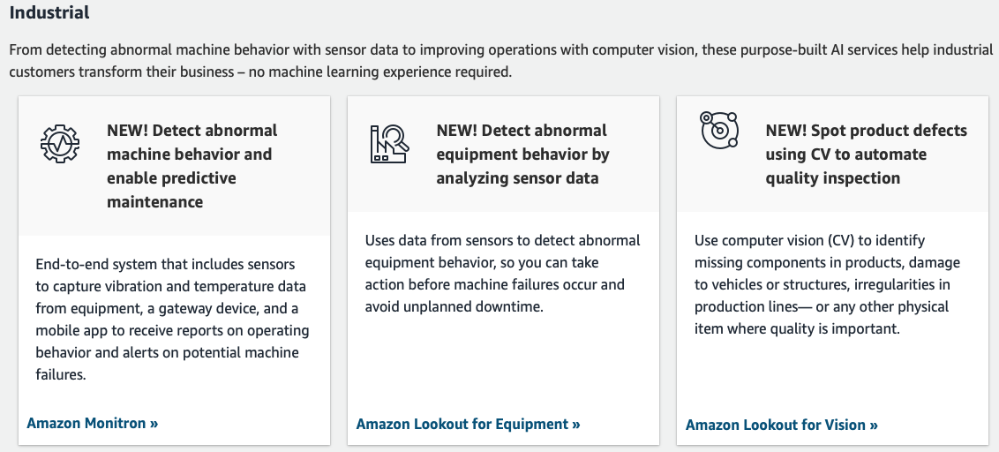 Industrial
From detecting abnormal machine behavior with sensor data to improving operations with computer vision, these purpose-built AI services help industrial
customers transform their business – no machine learning experience required.
NEW! Detect abnormal
machine behavior and
enable predictive
maintenance
End-to-end system that includes sensors
to capture vibration and temperature data
from equipment, a gateway device, and a
mobile app to receive reports on operating
behavior and alerts on potential machine
failures.
Amazon Monitron »
NEW! Detect abnormal
equipment behavior by
analyzing sensor data
Uses data from sensors to detect abnormal
equipment behavior, so you can take
action before machine failures occur and
avoid unplanned downtime.
Amazon Lookout for Equipment »
NEW! Spot product defects
using CV to automate
quality inspection
Use computer vision (CV) to identify
missing components in products, damage
to vehicles or structures, irregularities in
production lines— or any other physical
item where quality is important.
Amazon Lookout for Vision »